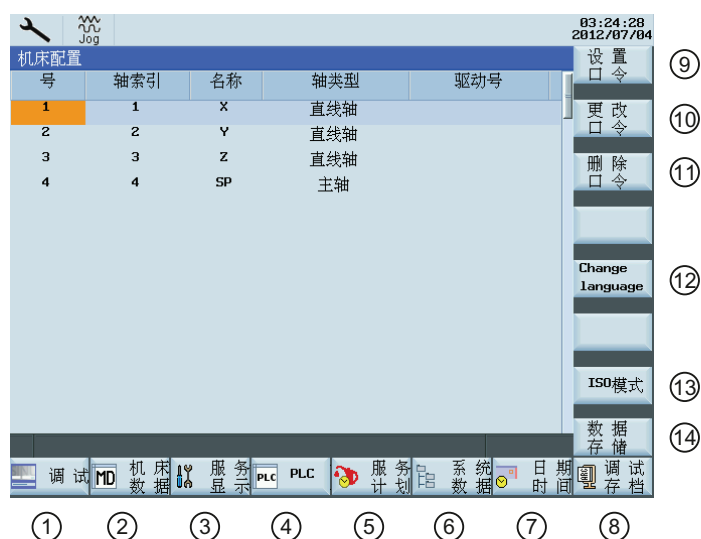 Jog
03:24:28
2012/07/04
机床配置
号 轴索引 名称 轴类型 驱动号
1 1 X 直线轴
2 2 Y 直线轴
3 3 Z 直线轴
4 4 SP 主轴
设置
口令
⑨
更改
口令
⑩
删除
口令
⑪
Change
language
⑫
ISO模式
⑬
数据
存储
⑭
调试
MD 机床
数据
服务
显示
PLC PLC
服务
计划
系统
数据
日期
时间
调试
存档
① ② ③ ④ ⑤ ⑥ ⑦ ⑧